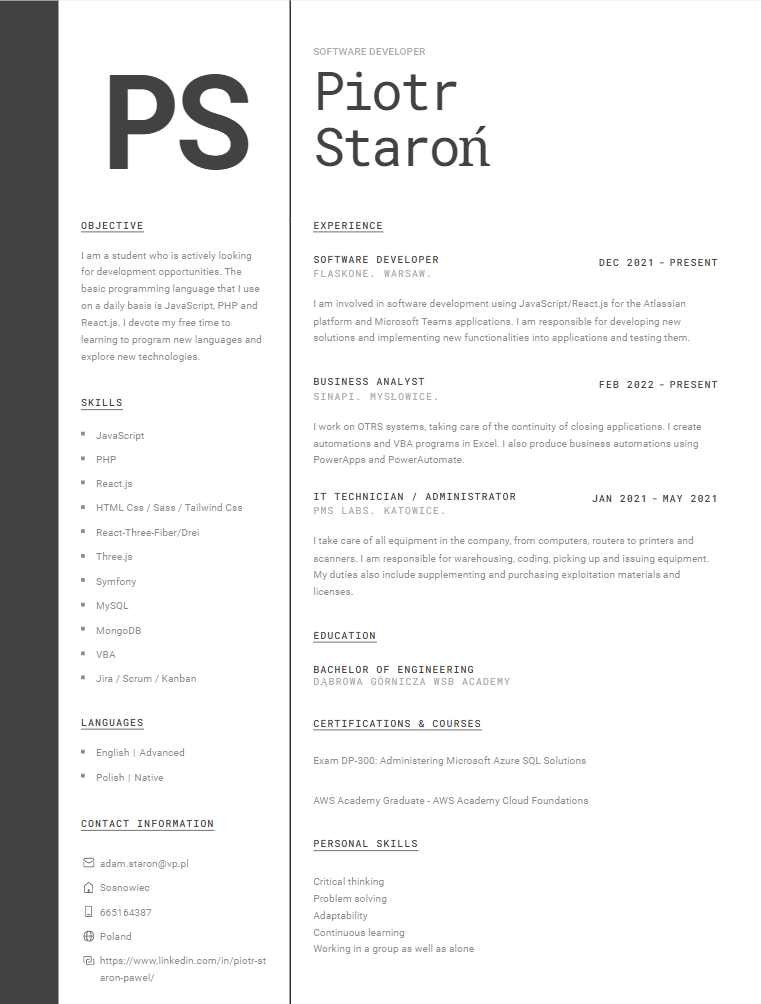 PS
OBJECTIVE
I am a student who is actively looking
for development opportunities. The
basic programming language that I use
on a daily basis is JavaScript, PHP and
React.js. I devote my free time to
learning to program new languages and
explore new technologies.
SKILLS
JavaScript
PHP
React.js
HTML Css / Sass / Tailwind Css
React-Three-Fiber/Drei
Three.js
Symfony
MySQL
MongoDB
VBA
Jira / Scrum / Kanban
LANGUAGES
English | Advanced
Polish | Native
CONTACT INFORMATION
adam.staron@vp.pl
Sosnowiec
665164387
Poland
https://www.linkedin.com/in/piotr-st
aron-pawel/
SOFTWARE DEVELOPER
Piotr
Staroń
EXPERIENCE
SOFTWARE DEVELOPER
DEC 2021 – PRESENT
FLASKONE. WARSAW.
I am involved in software development using JavaScript/React.js for the Atlassian
platform and Microsoft Teams applications. I am responsible for developing new
solutions and implementing new functionalities into applications and testing them.
BUSINESS ANALYST
FEB 2022 – PRESENT
SINAPI. MYSŁOWICE.
I work on OTRS systems, taking care of the continuity of closing applications. I create
automations and VBA programs in Excel. I also produce business automations using
PowerApps and PowerAutomate.
IT TECHNICIAN / ADMINISTRATOR
JAN 2021 – MAY 2021
PMS LABS. KATOWICE.
I take care of all equipment in the company, from computers, routers to printers and
scanners. I am responsible for warehousing, coding, picking up and issuing equipment.
My duties also include supplementing and purchasing exploitation materials and
licenses.
EDUCATION
BACHELOR OF ENGINEERING
DĄBROWA GÓRNICZA WSB ACADEMY
CERTIFICATIONS & COURSES
Exam DP-300: Administering Microsoft Azure SQL Solutions
AWS Academy Graduate - AWS Academy Cloud Foundations
PERSONAL SKILLS
Critical thinking
Problem solving
Adaptability
Continuous learning
Working in a group as well as alone